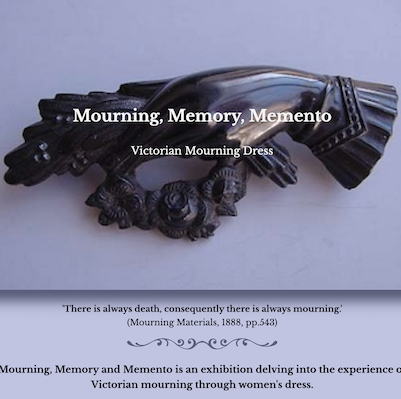 Mourning, Memory, Memento
Victorian Mourning Dress
'There is always death, consequently there is always mourning.'
(Mourning Materials, 1888, pp.543)
Mourning, Memory and Memento is an exhibition delving into the experience o
Victorian mourning through women's dress.